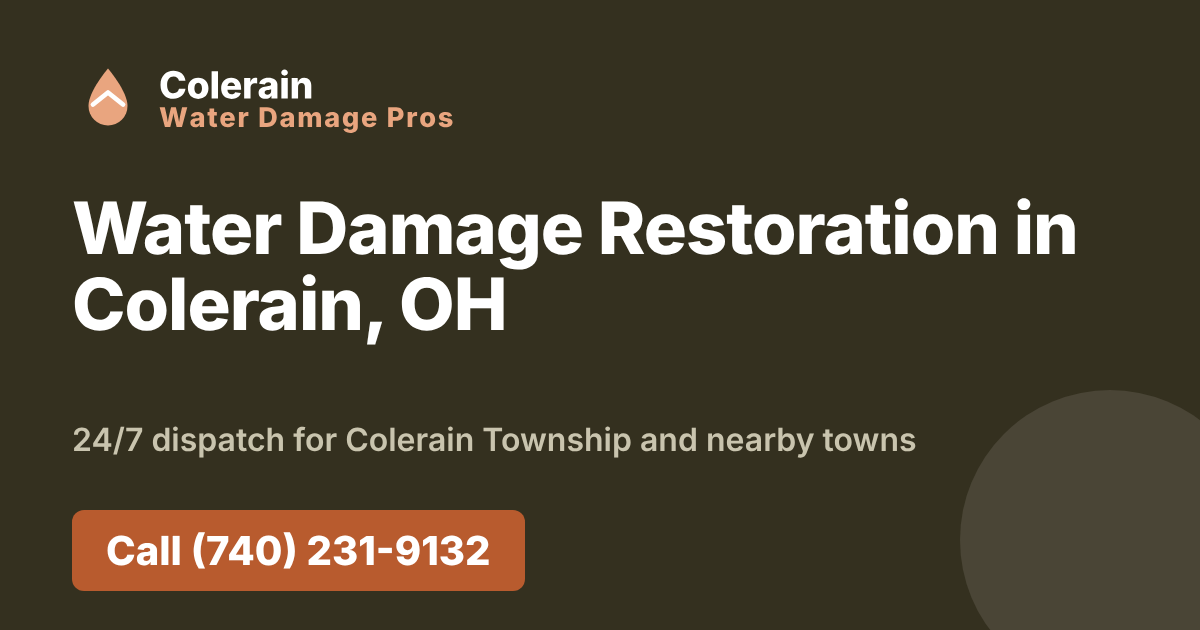 Colerain
Water Damage Pros
Water Damage Restoration in
Colerain, OH
24/7 dispatch for Colerain Township and nearby towns
Call (740) 231-9132